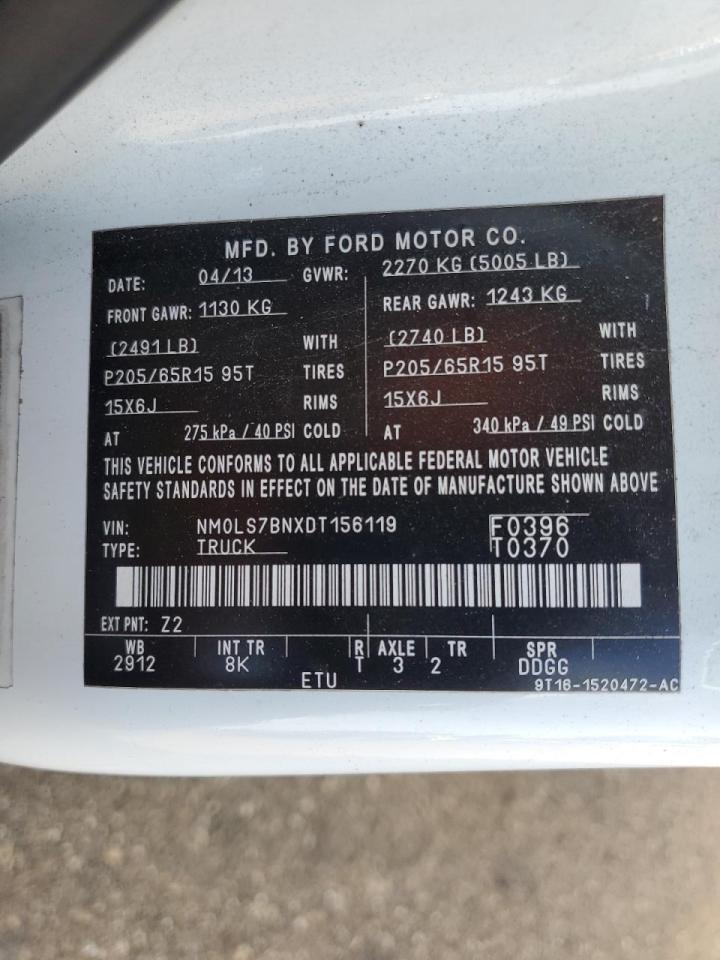 MFD. BY FORD MOTOR CO.
DATE: 04/13 GVWR: 2270 KG (5005 LB)
FRONT GAWR: 1130 KG REAR GAWR: 1243 KG
(2491 LB) WITH (2740 LB) WITH
P205/65R15 95T TIRES P205/65R15 95T TIRES
15X6J RIMS 15X6J RIMS
AT 275 kPa / 40 PSI COLD AT 340 kPa / 49 PSI COLD
THIS VEHICLE CONFORMS TO ALL APPLICABLE FEDERAL MOTOR VEHICLE
SAFETY STANDARDS IN EFFECT ON THE DATE OF MANUFACTURE SHOWN ABOVE
VIN: NM0LS7BNXDT156119 F0396
TYPE: TRUCK T0370
EXT PNT: Z2
WB INT TR R AXLE TR SPR
2912 8K T 3 2 DDGG
ETU 9T16-1520472-AC